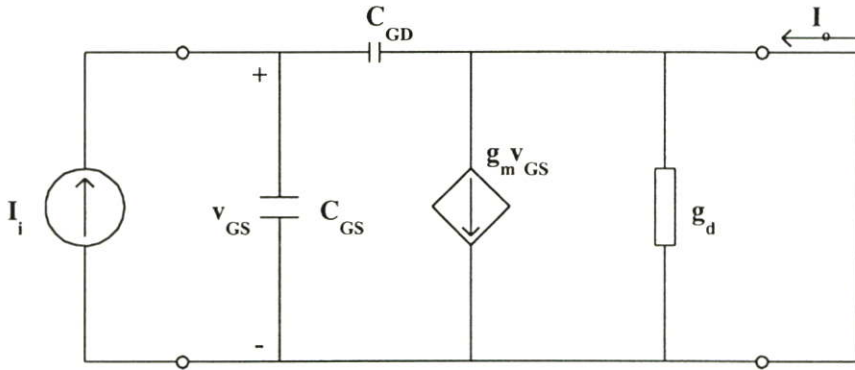 C_GD
I_o
+
g_m v_GS
I_i
v_GS
C_GS
g_d
-